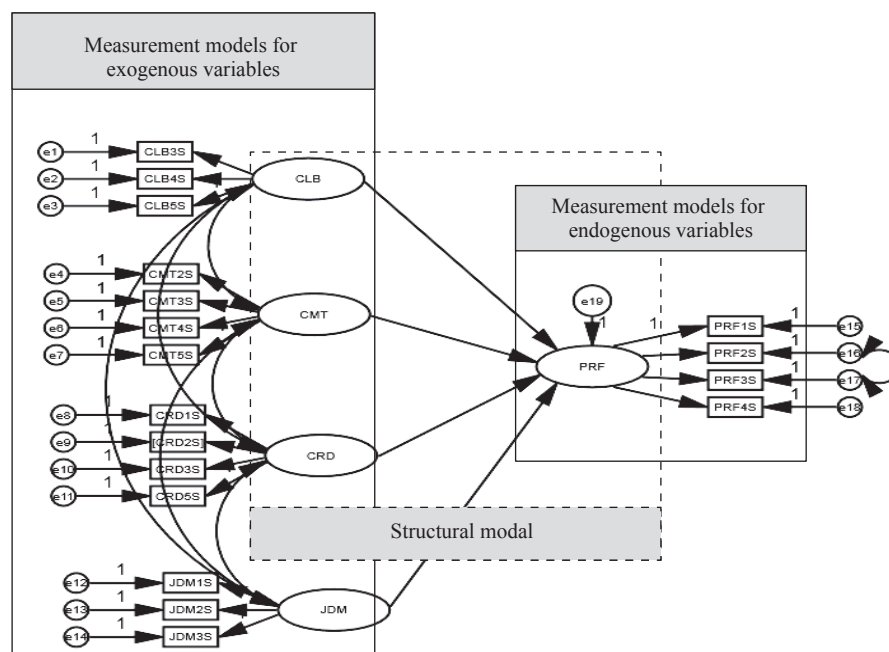 Measurement models for
exogenous variables
1
e1
CLB3S
1
e2
CLB4S
1
e3
CLB5S
CLB
Measurement models for
endogenous variables
1
e4
CMT2S
1
e5
CMT3S
1
e6
CMT4S
1
e7
CMT5S
CMT
e19
1
PRF
1
PRF1S
1
e15
PRF2S
1
e16
PRF3S
1
e17
PRF4S
1
e18
1
e8
CRD1S
1
e9
[CRD2S]
1
e10
CRD3S
1
e11
CRD5S
CRD
Structural modal
1
e12
JDM1S
1
e13
JDM2S
1
e14
JDM3S
JDM